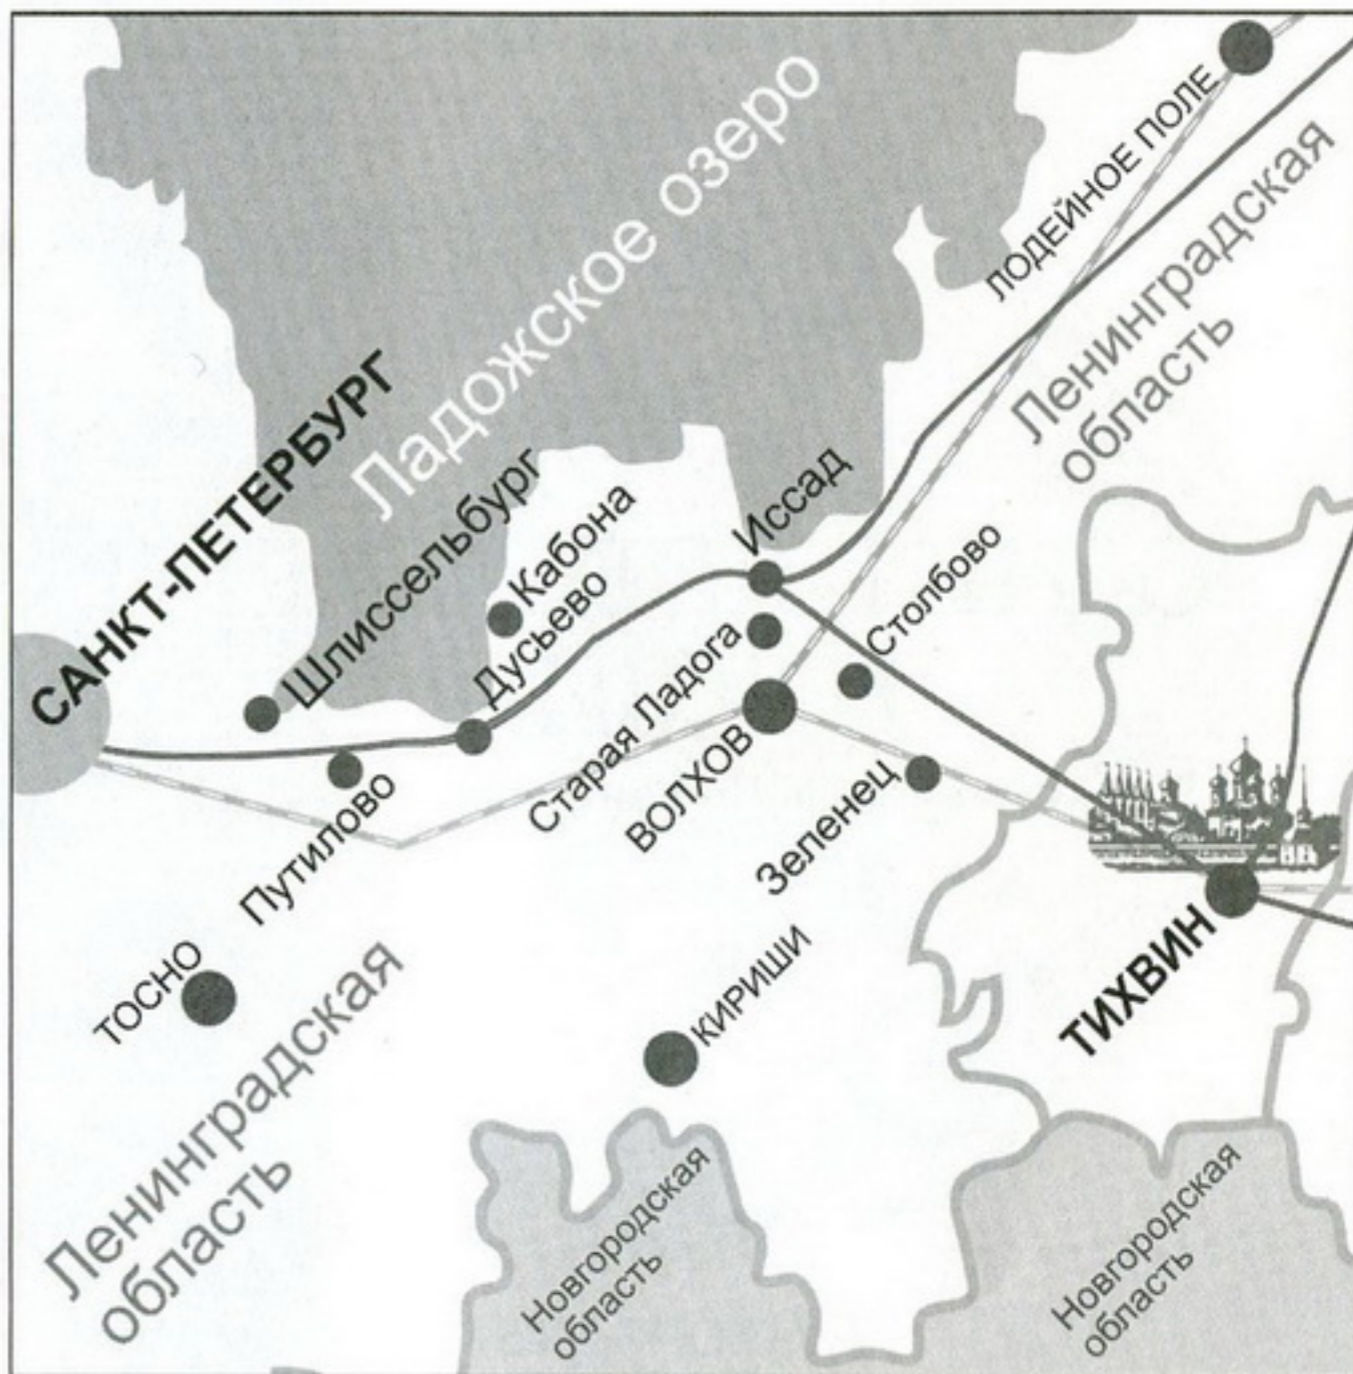 Ладожское озеро
ЛОДЕЙНОЕ ПОЛЕ
Ленинградская
область
САНКТ-ПЕТЕРБУРГ
Шлиссельбург
Кабона
Дусьево
Иссад
Столбово
Старая Ладога
ВОЛХОВ
Зеленец
Путилово
ТОСНО
КИРИШИ
ТИХВИН
Ленинградская
область
Новгородская
область
Новгородская
область